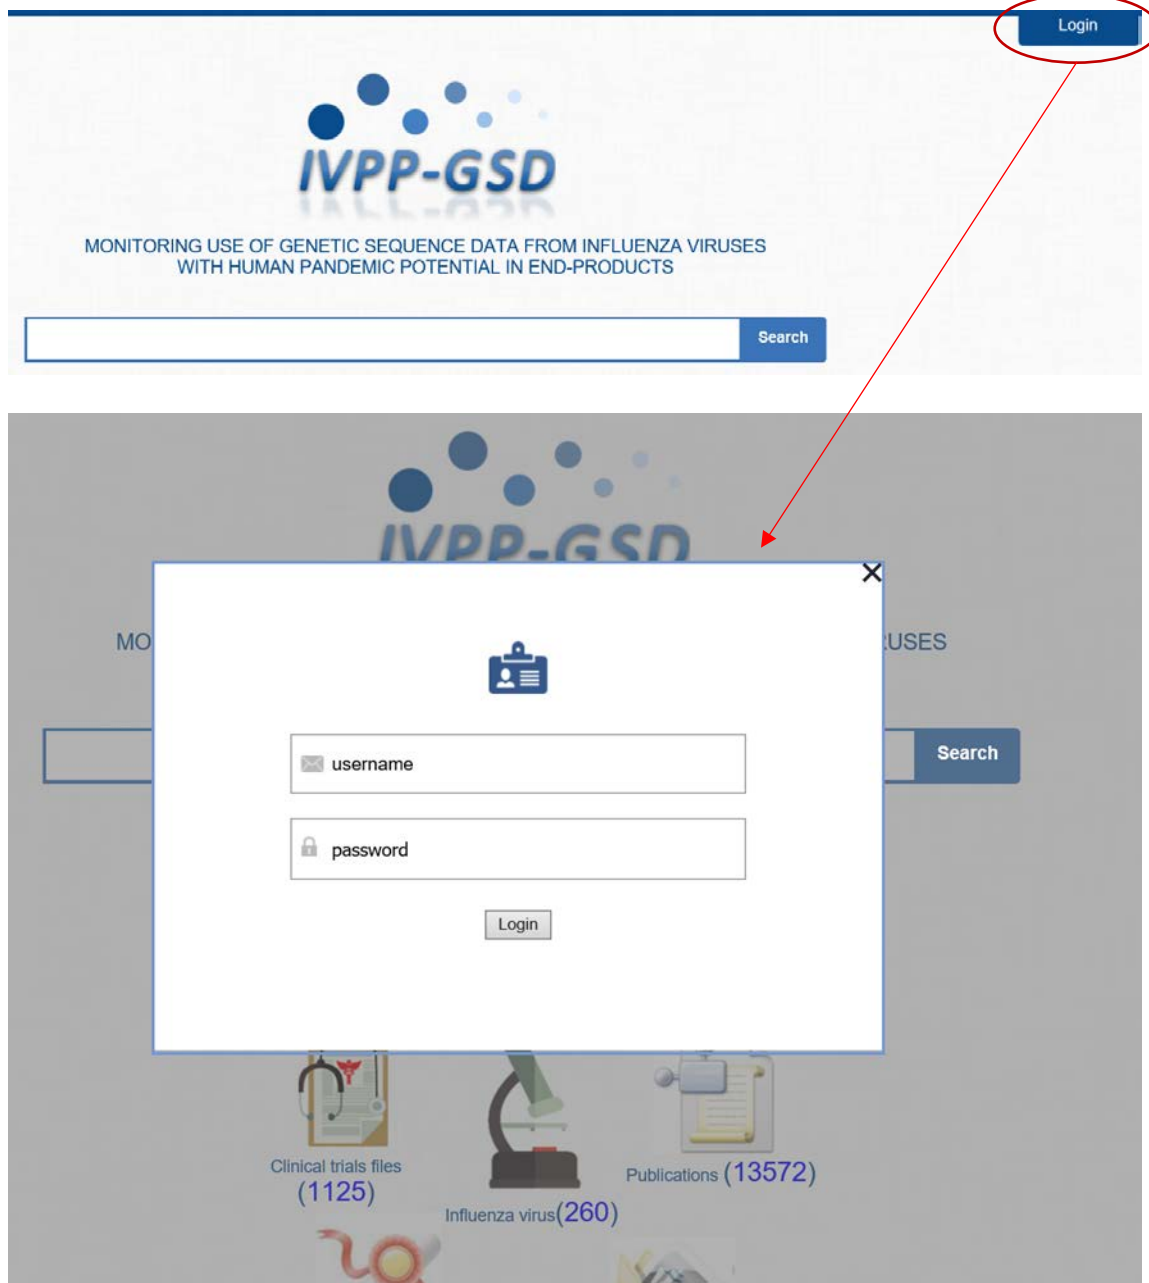 Login
IVPP-GSD
MONITORING USE OF GENETIC SEQUENCE DATA FROM INFLUENZA VIRUSES
WITH HUMAN PANDEMIC POTENTIAL IN END-PRODUCTS
Search
IVPP-GSD
MO
USES
Search
username
password
Login
Clinical trials files
(1125)
Influenza virus(260)
Publications (13572)